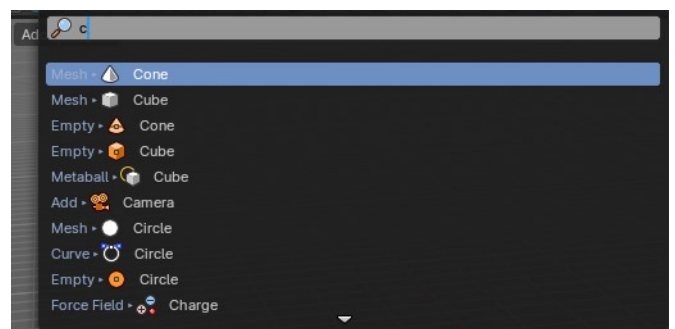 Ad
c
Mesh ▸ Cone
Mesh ▸ Cube
Empty ▸ Cone
Empty ▸ Cube
Metaball ▸ Cube
Add ▸ Camera
Mesh ▸ Circle
Curve ▸ Circle
Empty ▸ Circle
Force Field ▸ Charge